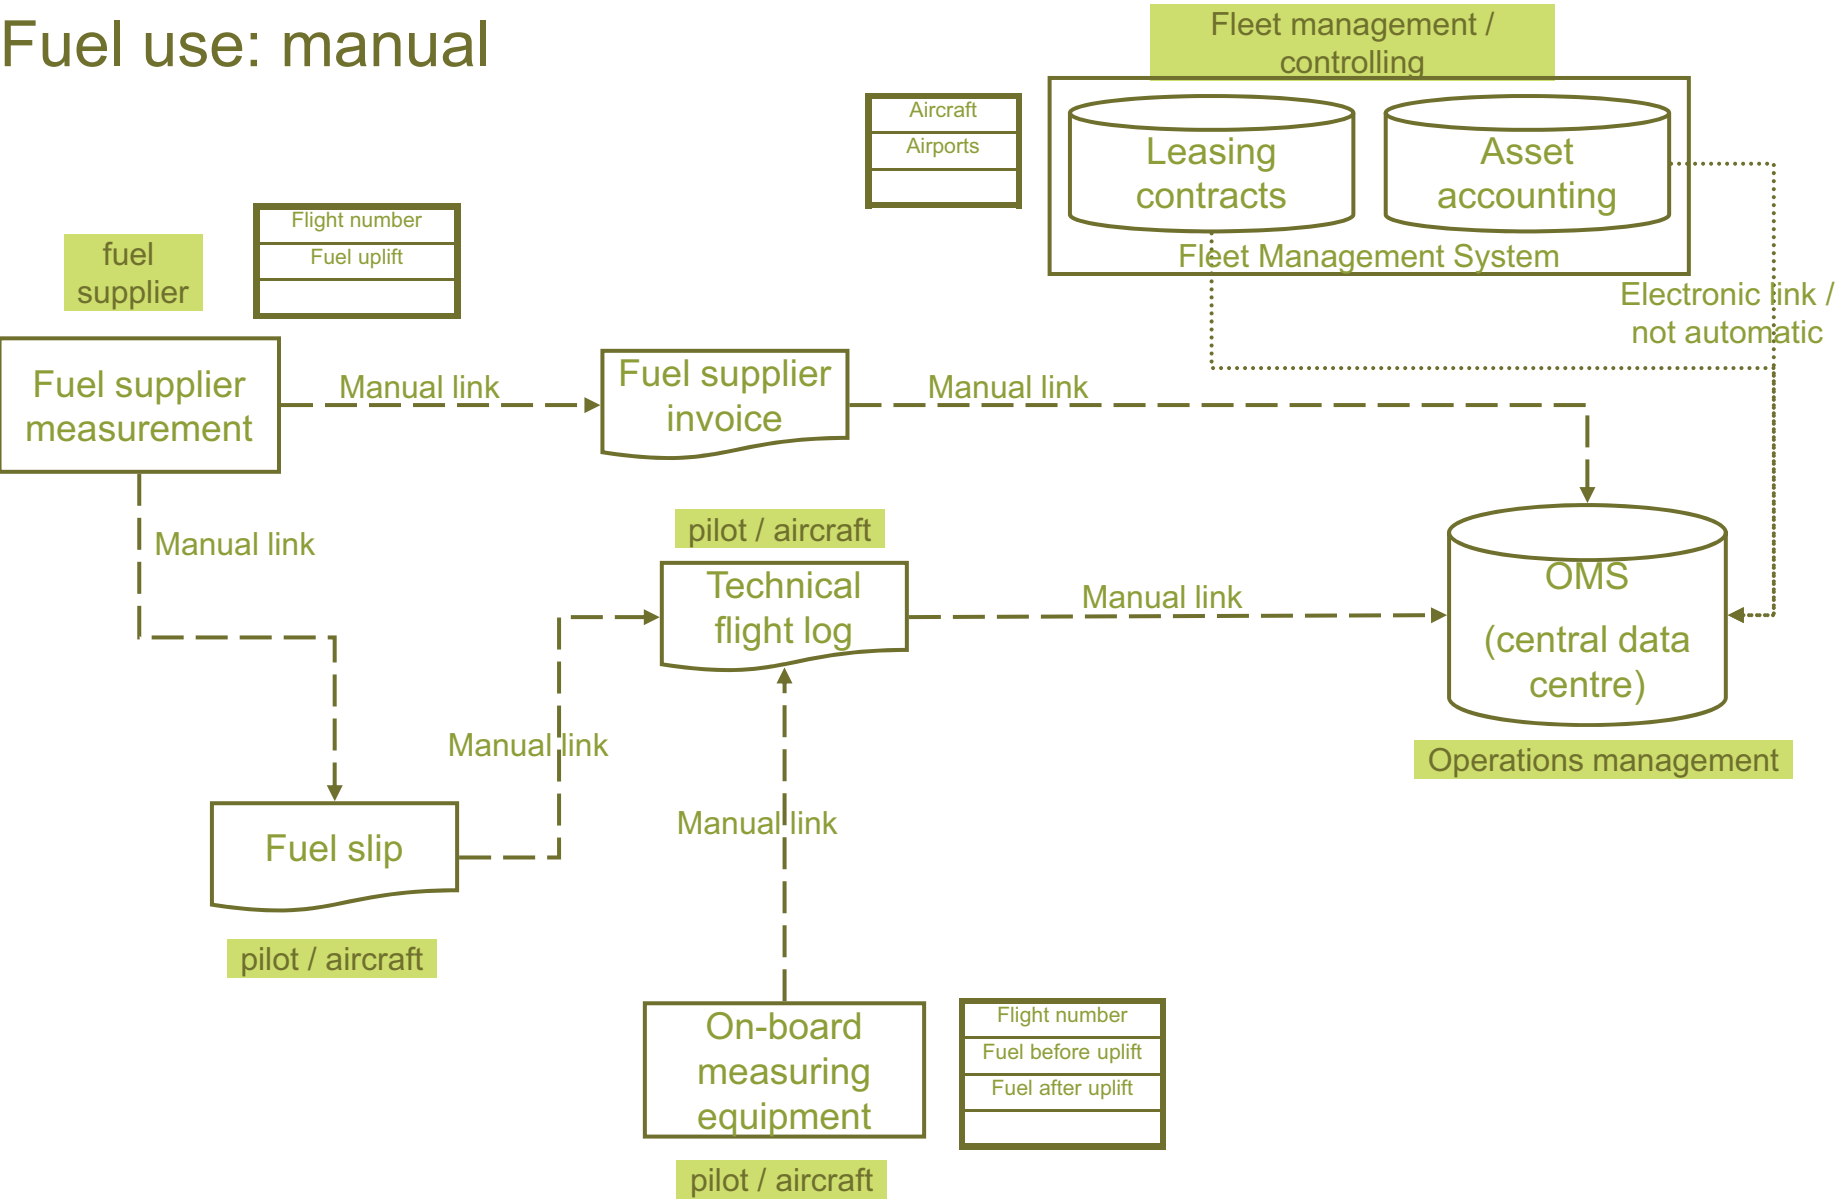 Fuel use: manual
Fleet management /
controlling
Aircraft
Airports
Leasing
contracts
Asset
accounting
Fleet Management System
Electronic link /
not automatic
Flight number
Fuel uplift
fuel
supplier
Fuel supplier
measurement
Manual link
Fuel supplier
invoice
Manual link
Manual link
pilot / aircraft
Technical
flight log
Manual link
OMS
(central data
centre)
Operations management
Manual link
Manual link
Fuel slip
pilot / aircraft
On-board
measuring
equipment
Flight number
Fuel before uplift
Fuel after uplift
pilot / aircraft